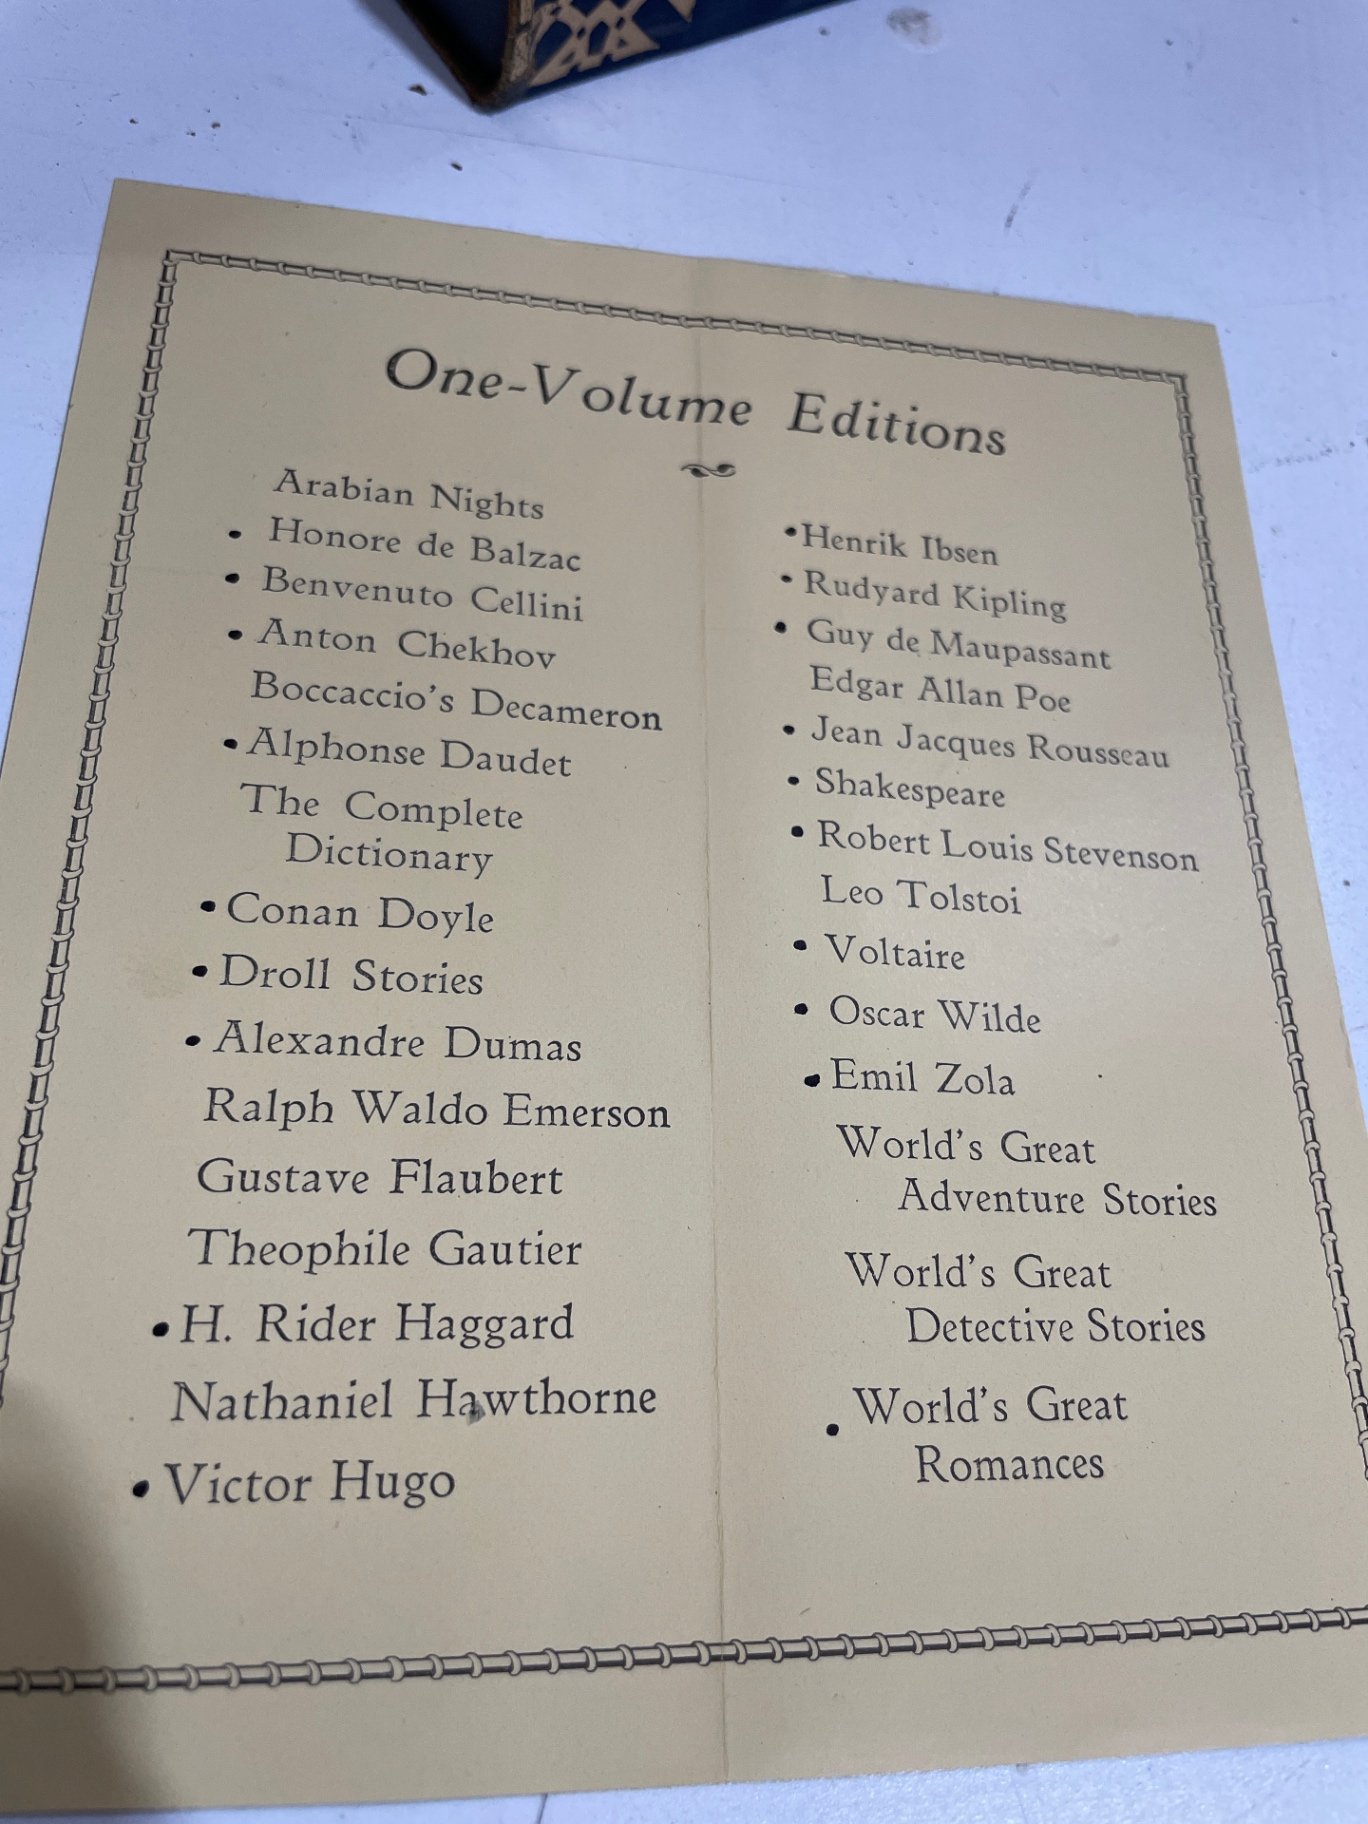 One-Volume Editions
Arabian Nights
• Honore de Balzac
• Benvenuto Cellini
• Anton Chekhov
Boccaccio's Decameron
• Alphonse Daudet
The Complete
Dictionary
• Conan Doyle
• Droll Stories
• Alexandre Dumas
Ralph Waldo Emerson
Gustave Flaubert
Theophile Gautier
• H. Rider Haggard
Nathaniel Hawthorne
• Victor Hugo
• Henrik Ibsen
• Rudyard Kipling
• Guy de Maupassant
Edgar Allan Poe
• Jean Jacques Rousseau
• Shakespeare
• Robert Louis Stevenson
Leo Tolstoi
• Voltaire
• Oscar Wilde
• Emil Zola
World's Great
Adventure Stories
World's Great
Detective Stories
• World's Great
Romances